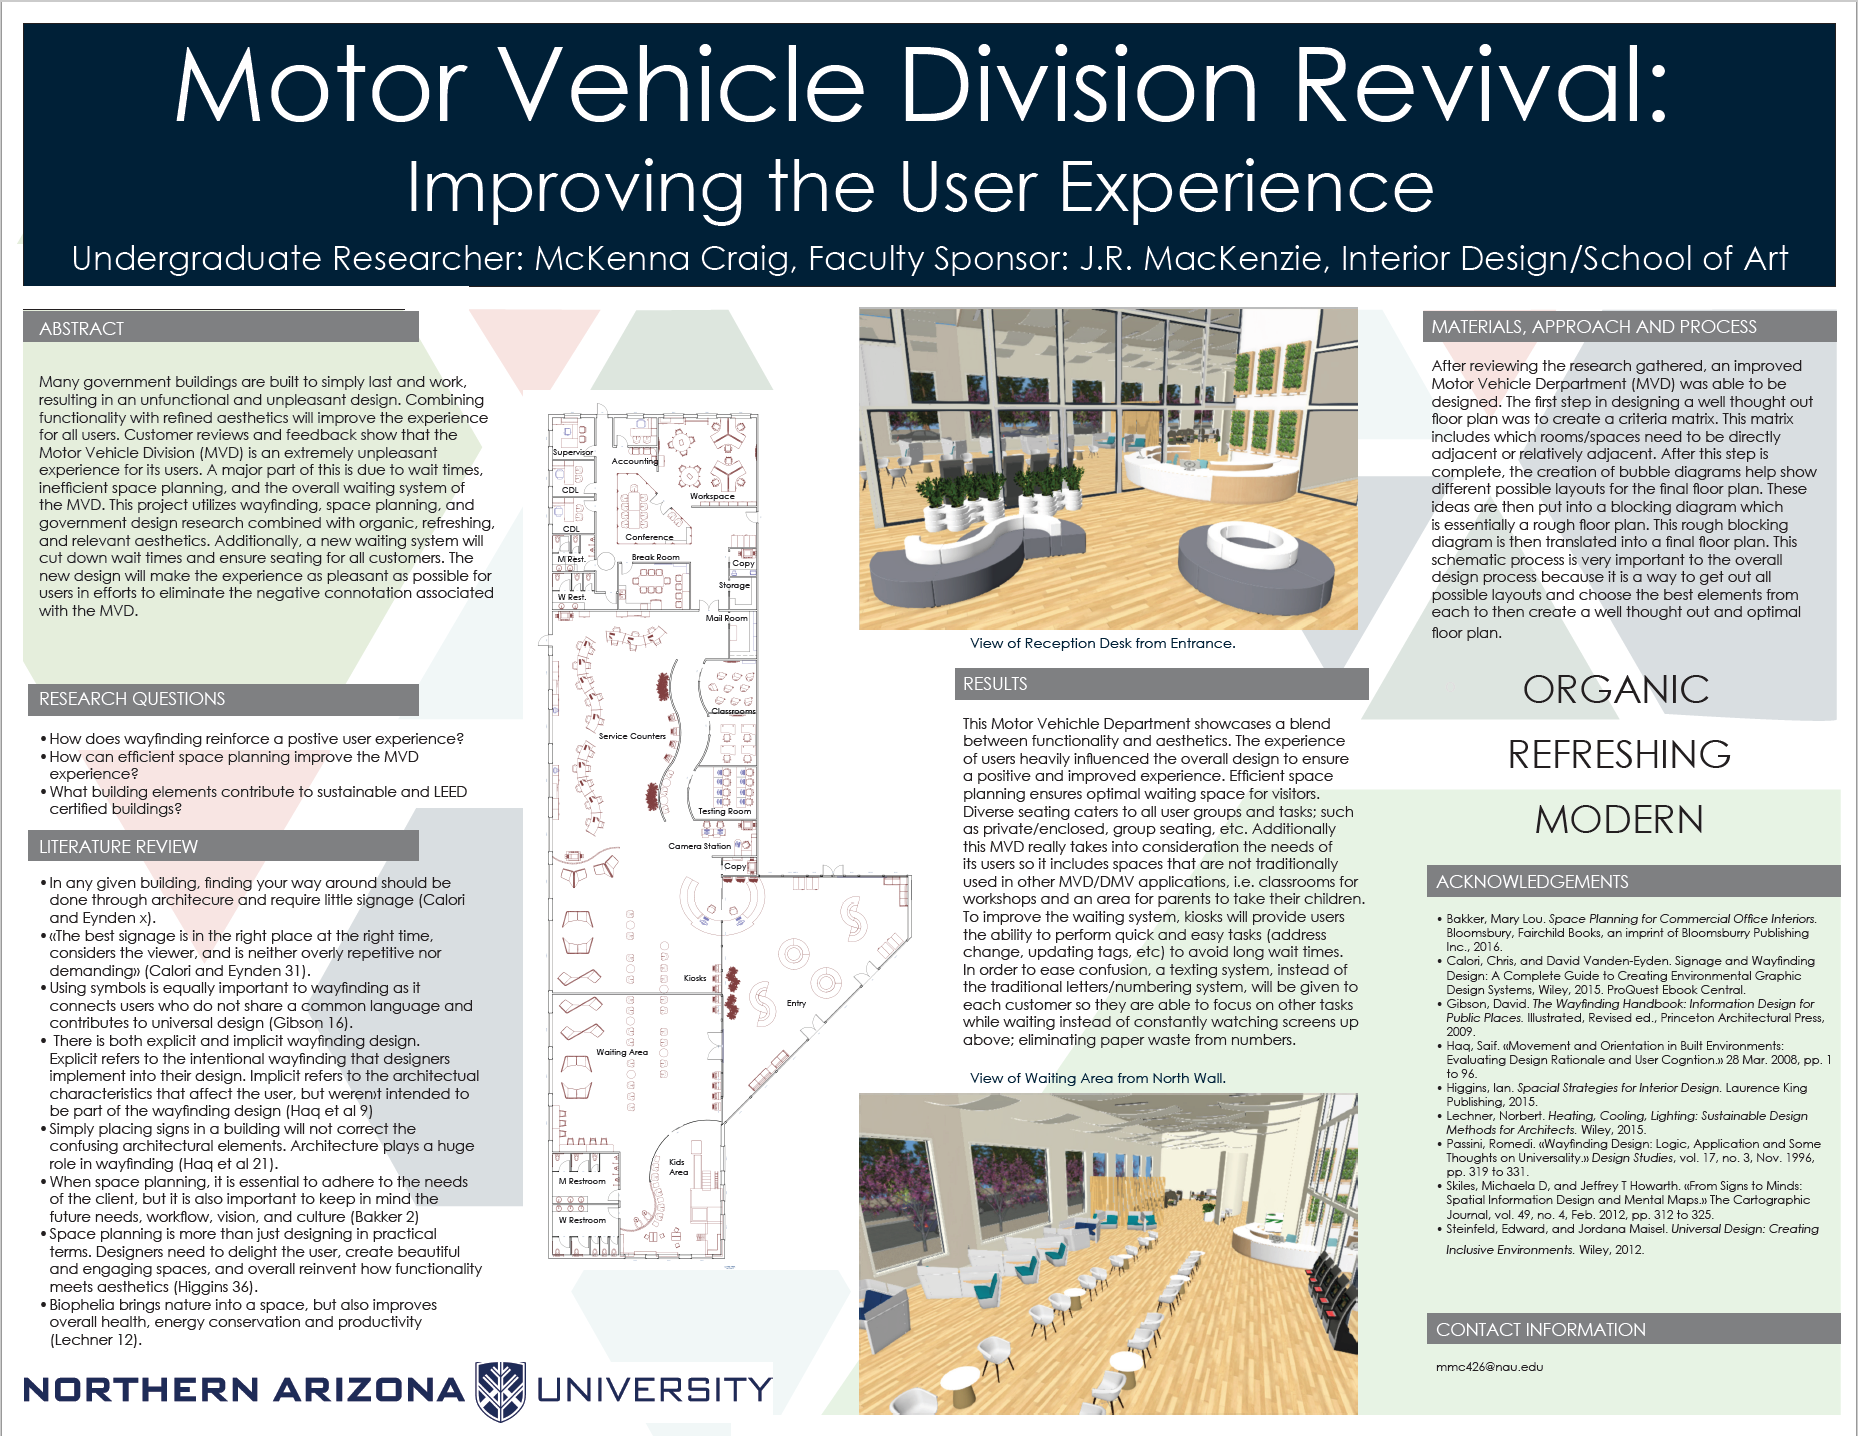 Motor Vehicle Division Revival:
Improving the User Experience
Undergraduate Researcher: McKenna Craig, Faculty Sponsor: J.R. MacKenzie, Interior Design/School of Art
ABSTRACT
Many government buildings are built to simply last and work,
resulting in an unfunctional and unpleasant design. Combining
functionality with refined aesthetics will improve the experience
for all users. Customer reviews and feedback show that the
Motor Vehicle Division (MVD) is an extremely unpleasant
experience for its users. A major part of this is due to wait times,
inefficient space planning, and the overall waiting system of
the MVD. This project utilizes wayfinding, space planning, and
government design research combined with organic, refreshing,
and relevant aesthetics. Additionally, a new waiting system will
cut down wait times and ensure seating for all customers. The
new design will make the experience as pleasant as possible for
users in efforts to eliminate the negative connotation associated
with the MVD.
RESEARCH QUESTIONS
•How does wayfinding reinforce a postive user experience?
•How can efficient space planning improve the MVD
experience?
•What building elements contribute to sustainable and LEED
certified buildings?
LITERATURE REVIEW
•In any given building, finding your way around should be
done through architecure and require little signage (Calori
and Eynden x).
•«The best signage is in the right place at the right time,
considers the viewer, and is neither overly repetitive nor
demanding» (Calori and Eynden 31).
•Using symbols is equally important to wayfinding as it
connects users who do not share a common language and
contributes to universal design (Gibson 16).
• There is both explicit and implicit wayfinding design.
Explicit refers to the intentional wayfinding that designers
implement into their design. Implicit refers to the architectual
characteristics that affect the user, but weren›t intended to
be part of the wayfinding design (Haq et al 9)
•Simply placing signs in a building will not correct the
confusing architectural elements. Architecture plays a huge
role in wayfinding (Haq et al 21).
•When space planning, it is essential to adhere to the needs
of the client, but it is also important to keep in mind the
future needs, workflow, vision, and culture (Bakker 2)
•Space planning is more than just designing in practical
terms. Designers need to delight the user, create beautiful
and engaging spaces, and overall reinvent how functionality
meets aesthetics (Higgins 36).
•Biophelia brings nature into a space, but also improves
overall health, energy conservation and productivity
(Lechner 12).
NORTHERN ARIZONA UNIVERSITY
Supervisor
Accounting
CDL
Workspace
CDL
Conference
M Rest.
Break Room
Copy
Storage
W Rest.
Mail Room
Classrooms
Service Counters
Testing Room
Camera Station
Copy
Kiosks
Entry
Waiting Area
Kids
Area
M Restroom
W Restroom
View of Reception Desk from Entrance.
RESULTS
This Motor Vehichle Department showcases a blend
between functionality and aesthetics. The experience
of users heavily influenced the overall design to ensure
a positive and improved experience. Efficient space
planning ensures optimal waiting space for visitors.
Diverse seating caters to all user groups and tasks; such
as private/enclosed, group seating, etc. Additionally
this MVD really takes into consideration the needs of
its users so it includes spaces that are not traditionally
used in other MVD/DMV applications, i.e. classrooms for
workshops and an area for parents to take their children.
To improve the waiting system, kiosks will provide users
the ability to perform quick and easy tasks (address
change, updating tags, etc) to avoid long wait times.
In order to ease confusion, a texting system, instead of
the traditional letters/numbering system, will be given to
each customer so they are able to focus on other tasks
while waiting instead of constantly watching screens up
above; eliminating paper waste from numbers.
View of Waiting Area from North Wall.
MATERIALS, APPROACH AND PROCESS
After reviewing the research gathered, an improved
Motor Vehicle Derpartment (MVD) was able to be
designed. The first step in designing a well thought out
floor plan was to create a criteria matrix. This matrix
includes which rooms/spaces need to be directly
adjacent or relatively adjacent. After this step is
complete, the creation of bubble diagrams help show
different possible layouts for the final floor plan. These
ideas are then put into a blocking diagram which
is essentially a rough floor plan. This rough blocking
diagram is then translated into a final floor plan. This
schematic process is very important to the overall
design process because it is a way to get out all
possible layouts and choose the best elements from
each to then create a well thought out and optimal
floor plan.
ORGANIC
REFRESHING
MODERN
ACKNOWLEDGEMENTS
• Bakker, Mary Lou. Space Planning for Commercial Office Interiors.
Bloomsbury, Fairchild Books, an imprint of Bloomsburry Publishing
Inc., 2016.
• Calori, Chris, and David Vanden-Eyden. Signage and Wayfinding
Design: A Complete Guide to Creating Environmental Graphic
Design Systems, Wiley, 2015. ProQuest Ebook Central.
• Gibson, David. The Wayfinding Handbook: Information Design for
Public Places. Illustrated, Revised ed., Princeton Architectural Press,
2009.
• Haq, Saif. «Movement and Orientation in Built Environments:
Evaluating Design Rationale and User Cogntion.» 28 Mar. 2008, pp. 1
to 96.
• Higgins, Ian. Spacial Strategies for Interior Design. Laurence King
Publishing, 2015.
• Lechner, Norbert. Heating, Cooling, Lighting: Sustainable Design
Methods for Architects. Wiley, 2015.
• Passini, Romedi. «Wayfinding Design: Logic, Application and Some
Thoughts on Universality.» Design Studies, vol. 17, no. 3, Nov. 1996,
pp. 319 to 331.
• Skiles, Michaela D, and Jeffrey T Howarth. «From Signs to Minds:
Spatial Information Design and Mental Maps.» The Cartographic
Journal, vol. 49, no. 4, Feb. 2012, pp. 312 to 325.
• Steinfeld, Edward, and Jordana Maisel. Universal Design: Creating
Inclusive Environments. Wiley, 2012.
CONTACT INFORMATION
mmc426@nau.edu